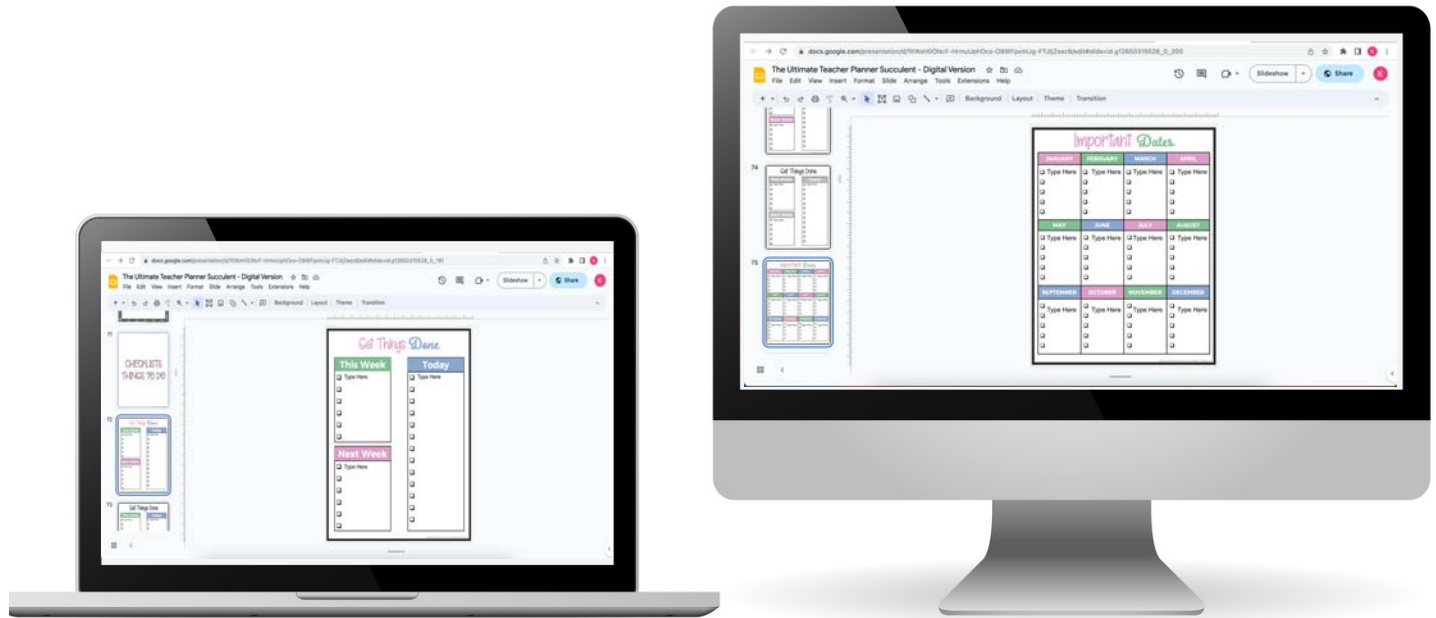 The Ultimate Teacher Planner Succulent - Digital Version
File Edit View Insert Format Slide Arrange Tools Extensions Help
Slideshow
Share
K
Background Layout Theme Transition
71
CHECKLISTS
THINGS TO DO
72
73
Get Things Done
Get Things Done
This Week
Today
Type Here
Type Here
Next Week
Type Here
docs.google.com
The Ultimate Teacher Planner Succulent - Digital Version
File Edit View Insert Format Slide Arrange Tools Extensions Help
Slideshow
Share
K
Background Layout Theme Transition
Next Week
74
Get Things Done
75
Important Dates
JANUARY FEBRUARY MARCH APRIL
Type Here Type Here Type Here Type Here
MAY JUNE JULY AUGUST
Type Here Type Here Type Here Type Here
SEPTEMBER OCTOBER NOVEMBER DECEMBER
Type Here Type Here Type Here Type Here